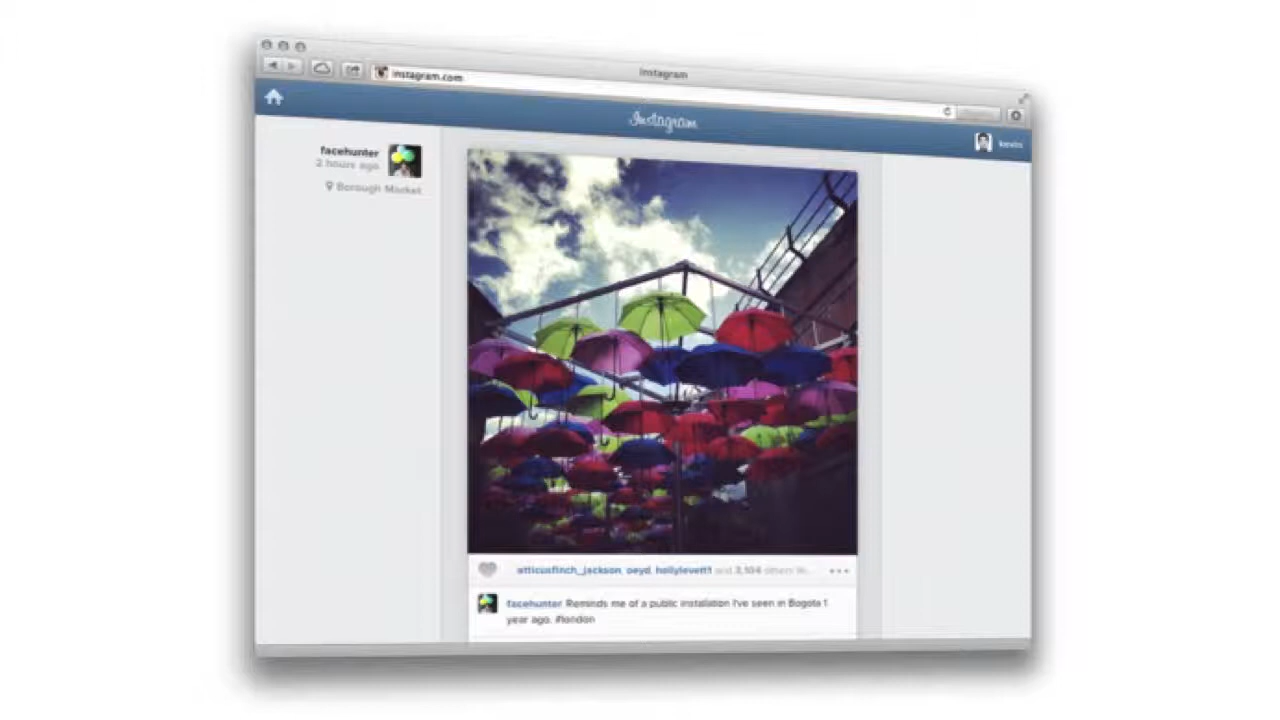 Instagram
instagram.com
Instagram
kevin
facehunter
2 hours ago
Borough Market
atticusfinch_jackson, oeyd, hollylovett1 and 3,104 others
facehunter Reminds me of a public installation I've seen in Bogota 1
year ago. #london